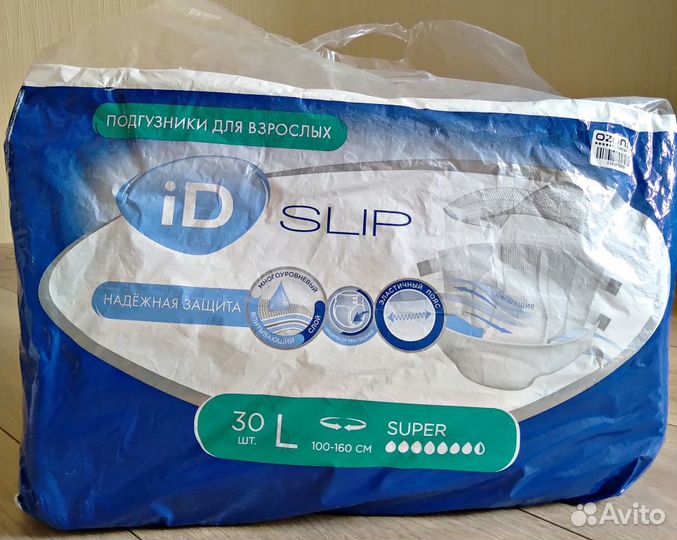 ПОДГУЗНИКИ ДЛЯ ВЗРОСЛЫХ
OZON
iD SLIP
НАДЁЖНАЯ ЗАЩИТА
МНОГОУРОВНЕВЫЙ
ВПИТЫВАЮЩИЙ СЛОЙ
ЭЛАСТИЧНЫЙ ПОЯС
30 ШТ.
L
100-160 СМ
SUPER
Avito